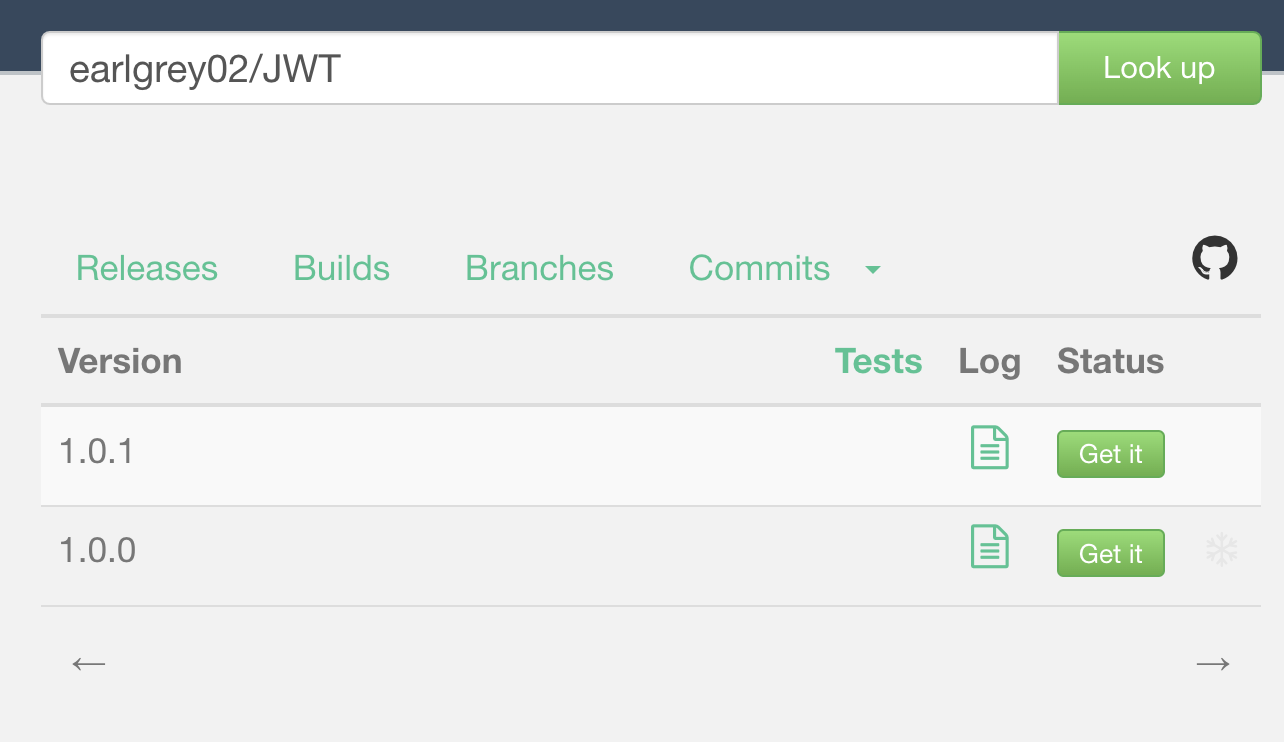 earlgrey02/JWT Look up
Releases Builds Branches Commits
Version Tests Log Status
1.0.1 Get it
1.0.0 Get it
← →